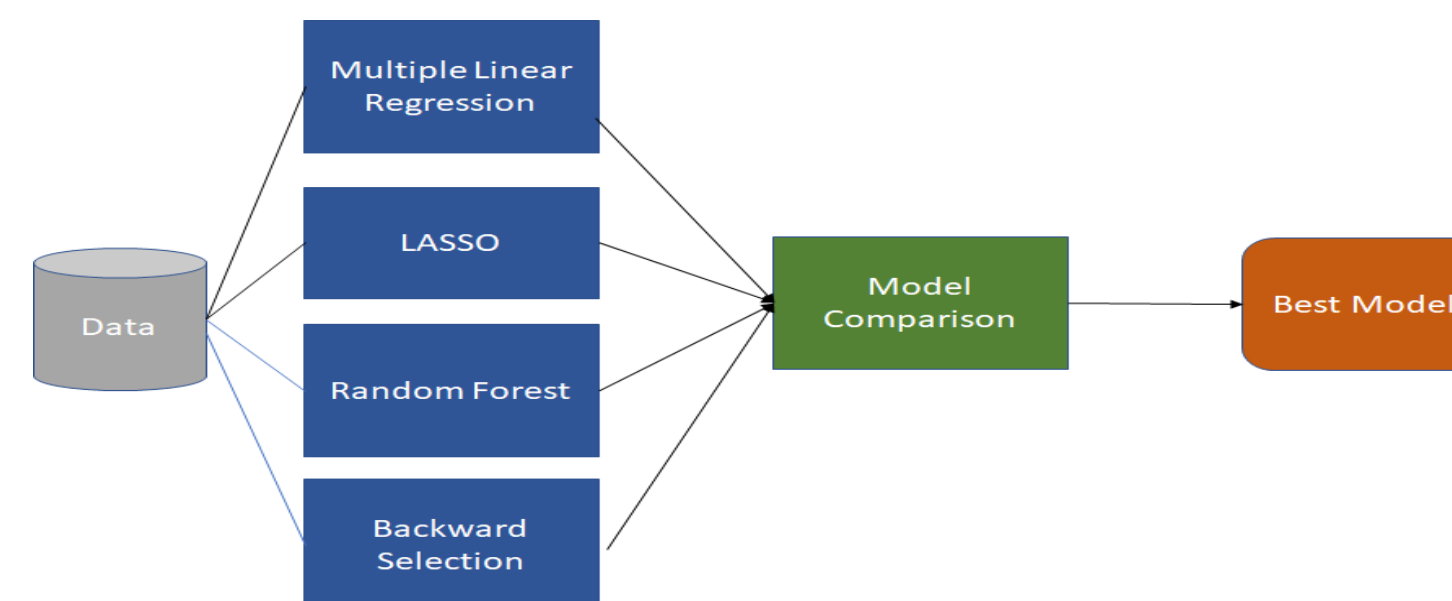 Data
Multiple Linear
Regression
LASSO
Random Forest
Backward
Selection
Model
Comparison
Best Model